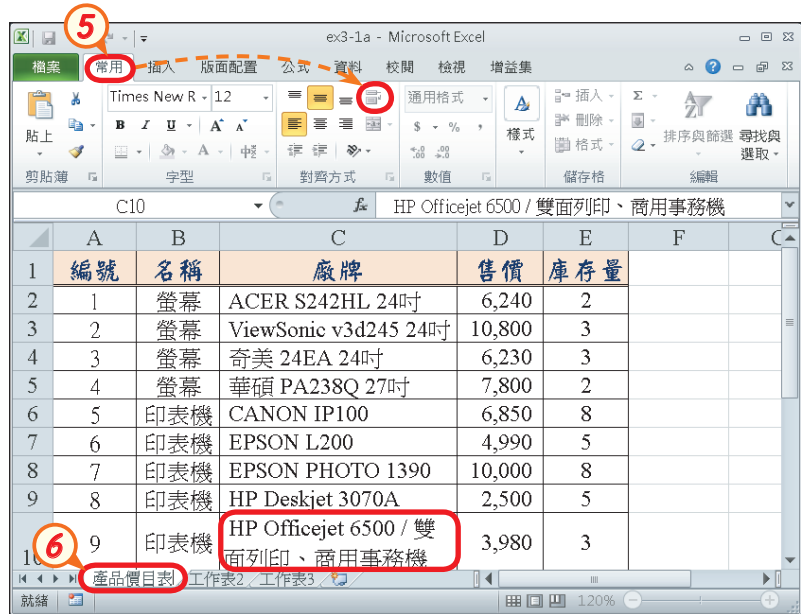 5
ex3-1a - Microsoft Excel
檔案 常用 插入 版面配置 公式 資料 校閱 檢視 增益集
Times New R 12 通用格式 插入 Σ
貼上 B I U A A $ % , 樣式 刪除 排序與篩選 尋找與選取
A 中 .00 .0 格式
剪貼簿 字型 對齊方式 數值 儲存格 編輯
C10 fx HP Officejet 6500 / 雙面列印、商用事務機
A B C D E F
1 編號 名稱 廠牌 售價 庫存量
2 1 螢幕 ACER S242HL 24吋 6,240 2
3 2 螢幕 ViewSonic v3d245 24吋 10,800 3
4 3 螢幕 奇美 24EA 24吋 6,230 3
5 4 螢幕 華碩 PA238Q 27吋 7,800 2
6 5 印表機 CANON IP100 6,850 8
7 6 印表機 EPSON L200 4,990 5
8 7 印表機 EPSON PHOTO 1390 10,000 8
9 8 印表機 HP Deskjet 3070A 2,500 5
9 印表機 HP Officejet 6500 / 雙 3,980 3
面列印、商用事務機
6
產品價目表 工作表2 工作表3
就緒 120%